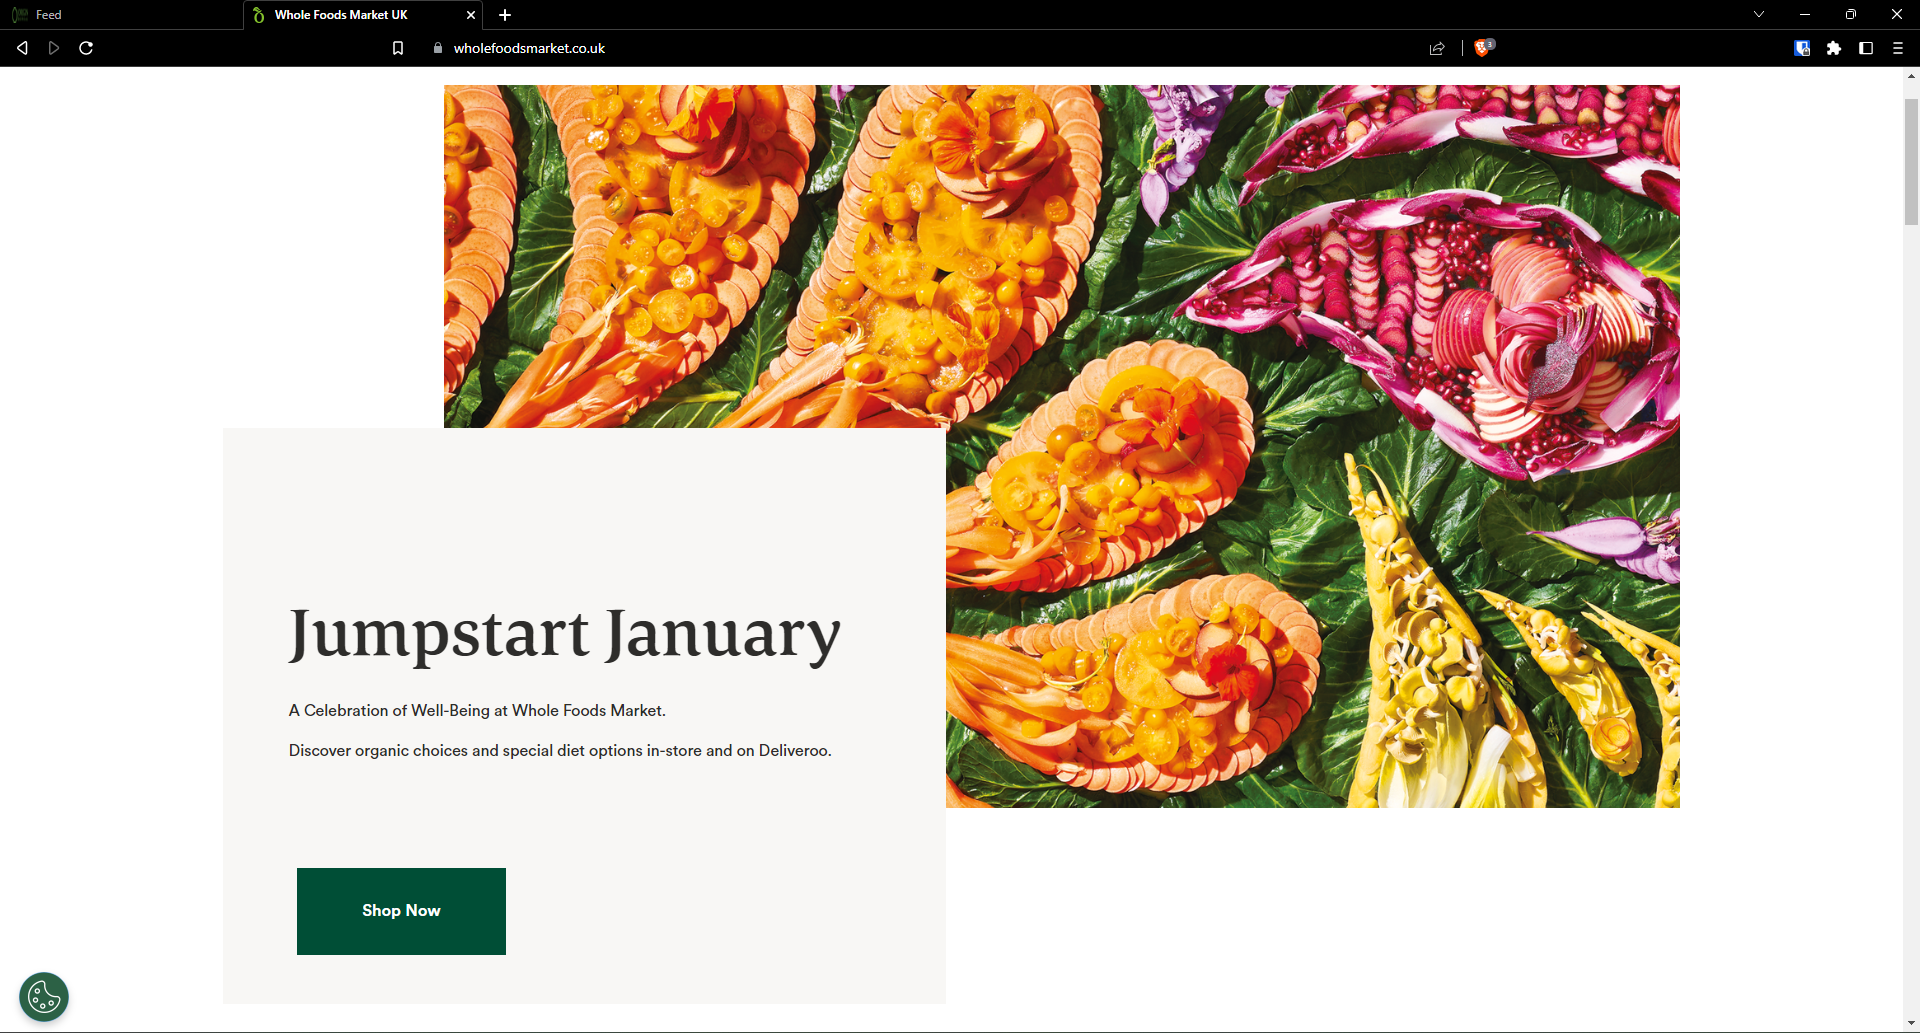 Feed
Whole Foods Market UK
wholefoodsmarket.co.uk
3
Jumpstart January
A Celebration of Well-Being at Whole Foods Market.
Discover organic choices and special diet options in-store and on Deliveroo.
Shop Now